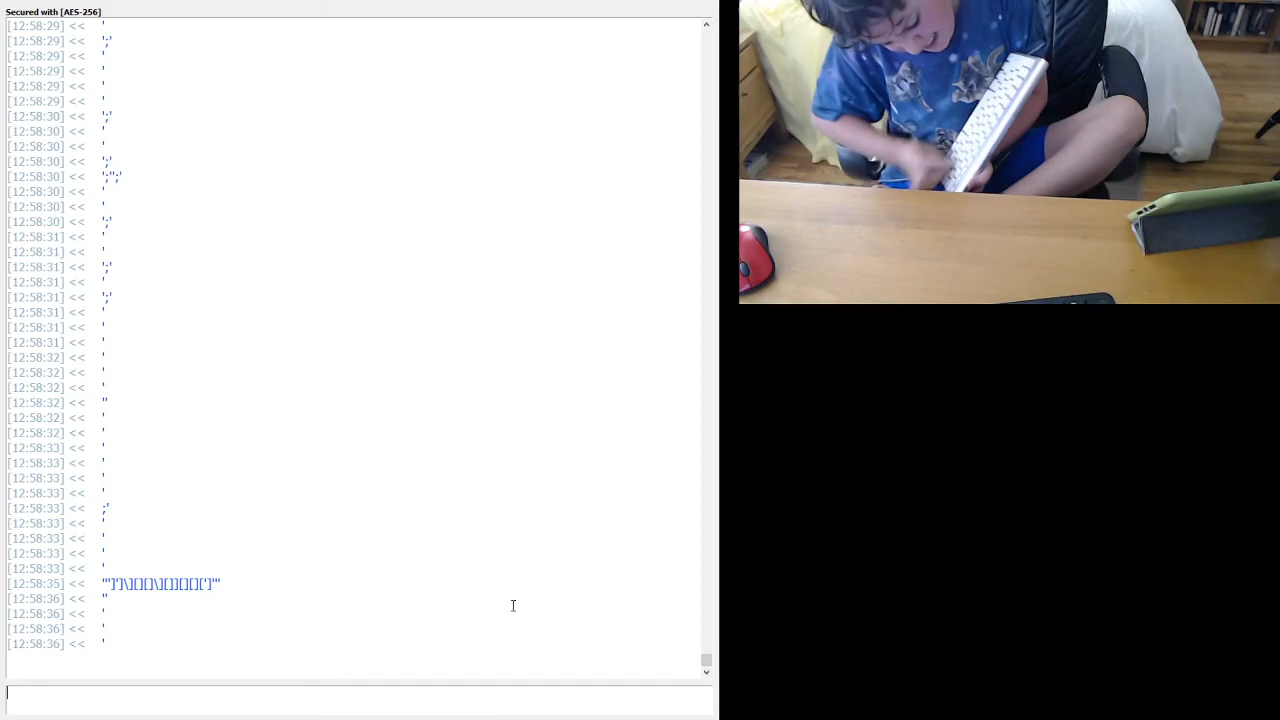 Secured with [AES-256]
[12:58:29] << '
[12:58:29] << ';'
[12:58:29] << '
[12:58:29] << '
[12:58:29] << '
[12:58:29] << '
[12:58:30] << ';'
[12:58:30] << '
[12:58:30] << '
[12:58:30] << ';'
[12:58:30] << ';'';'
[12:58:30] << '
[12:58:30] << '
[12:58:30] << ';'
[12:58:31] << '
[12:58:31] << '
[12:58:31] << ';'
[12:58:31] << '
[12:58:31] << ';'
[12:58:31] << '
[12:58:31] << '
[12:58:31] << '
[12:58:32] << '
[12:58:32] << '
[12:58:32] << '
[12:58:32] << ''
[12:58:32] << '
[12:58:32] << '
[12:58:33] << '
[12:58:33] << '
[12:58:33] << '
[12:58:33] << '
[12:58:33] << ;'
[12:58:33] << '
[12:58:33] << '
[12:58:33] << '
[12:58:33] << '
[12:58:35] << '''']'}\][][]\][]][][][']'''
[12:58:36] << ''
[12:58:36] << '
[12:58:36] << '
[12:58:36] << '